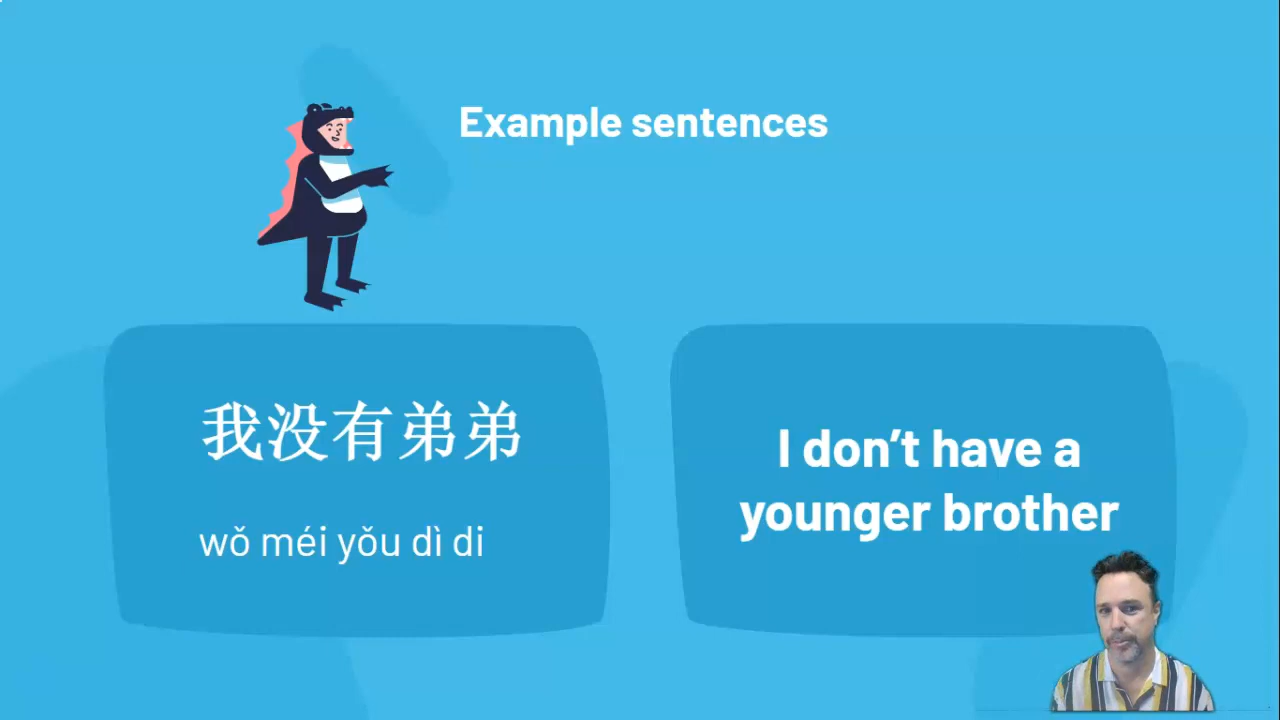 Example sentences
我没有弟弟
wǒ méi yǒu dì di
I don’t have a
younger brother